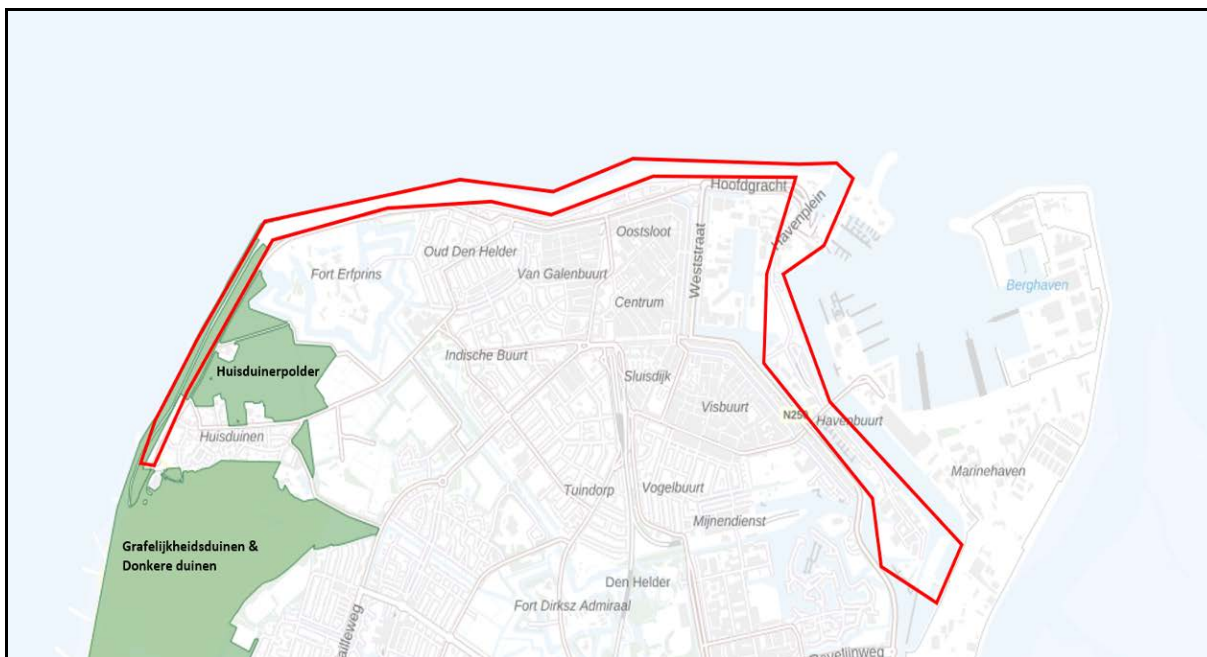 Hoofdgracht
Havenplein
Oostsloot
Weststraat
Oud Den Helder
Fort Erfprins
Van Galenbuurt
Berghaven
Centrum
Indische Buurt
Huisduinerpolder
Sluisdijk
Visbuurt
N250
Havenbuurt
Huisduinen
Marinehaven
Tuindorp
Vogelbuurt
Mijnendienst
Grafelijkheidsduinen &
Donkere duinen
Den Helder
Fort Dirksz Admiraal